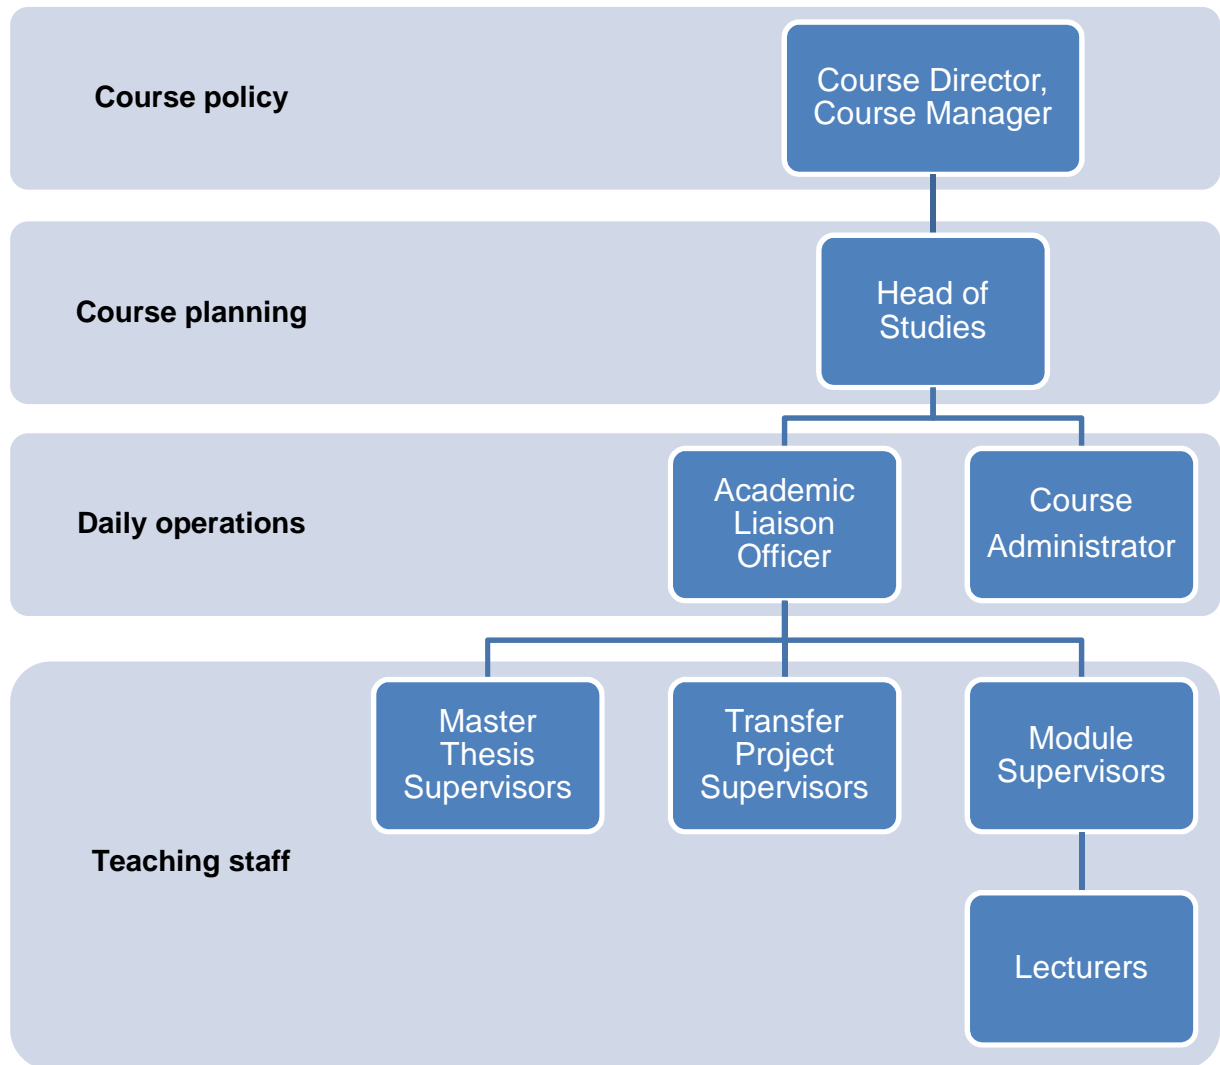 Course policy
Course Director,
Course Manager
Course planning
Head of
Studies
Daily operations
Academic
Liaison
Officer
Course
Administrator
Teaching staff
Master
Thesis
Supervisors
Transfer
Project
Supervisors
Module
Supervisors
Lecturers